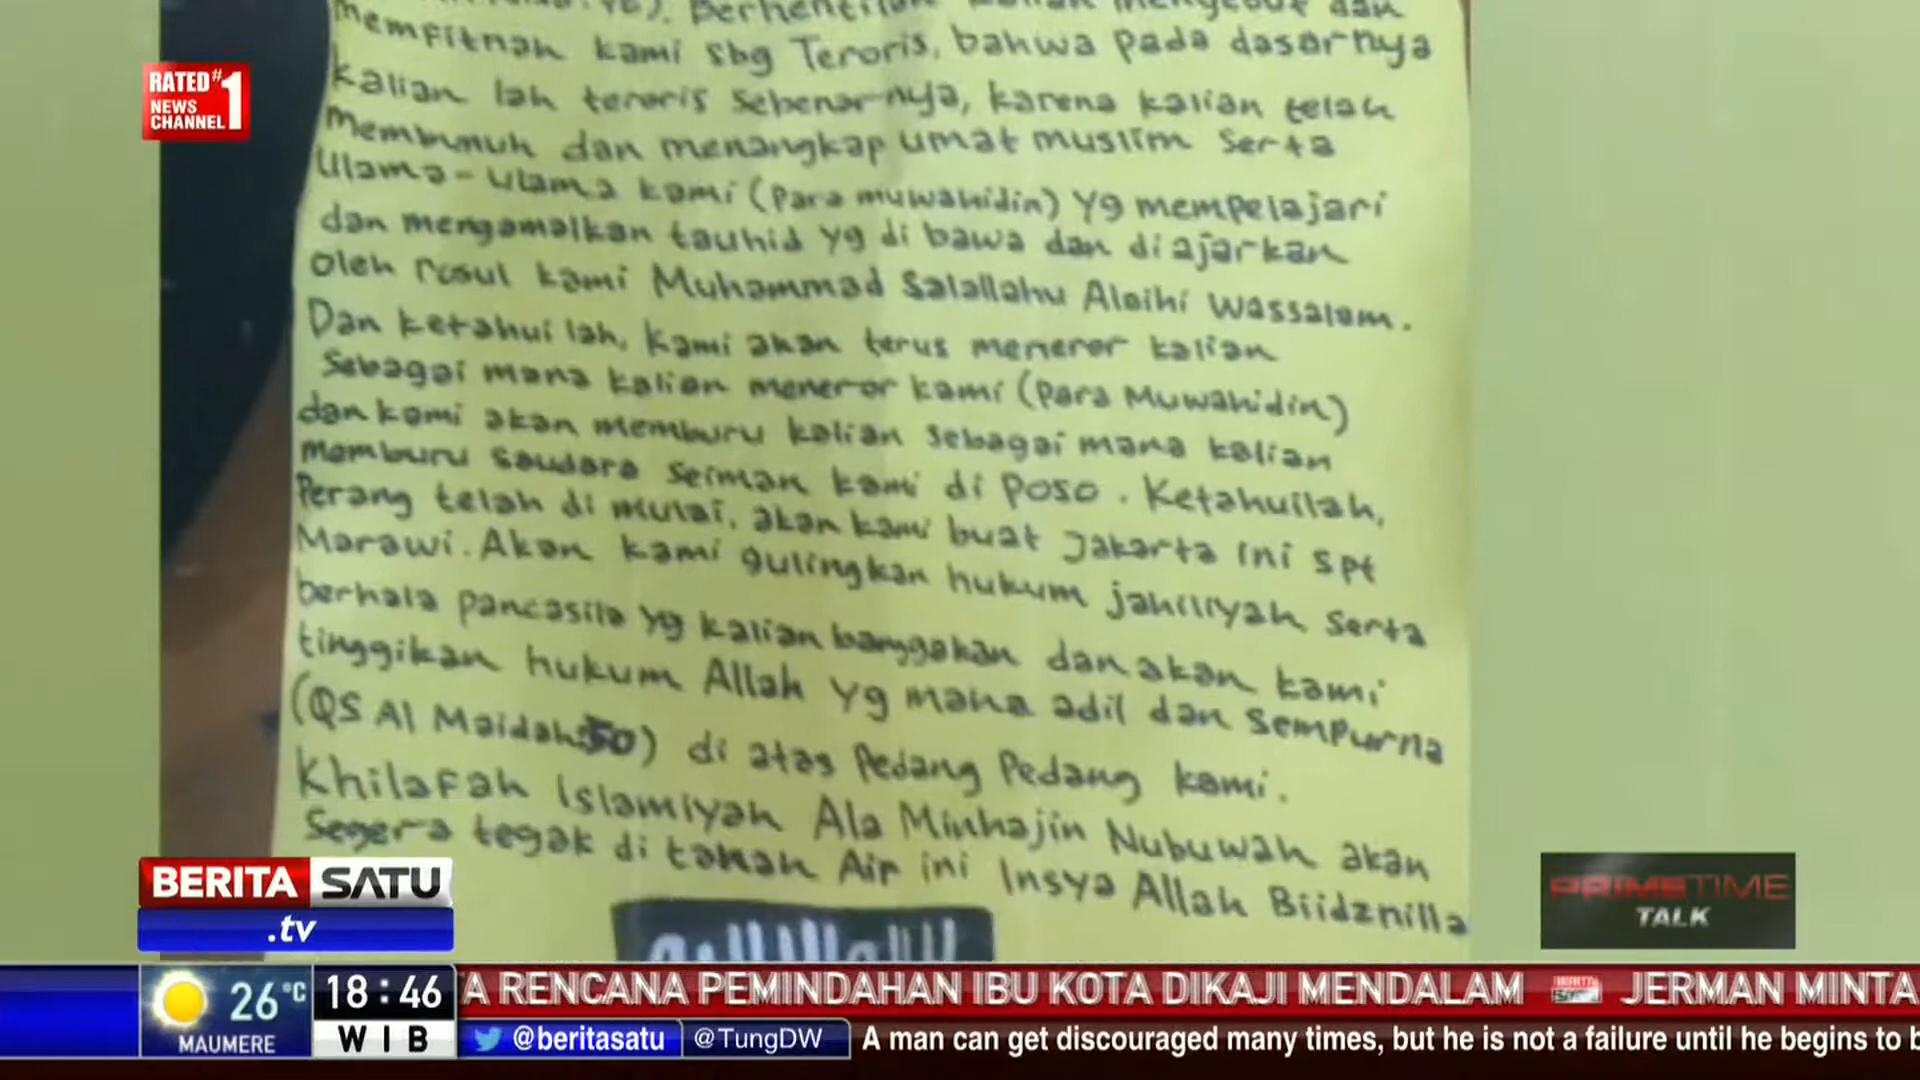 Berhentilah kalian menyebut dan
memfitnah kami sbg Teroris, bahwa pada dasarnya
kalian lah teroris sebenarnya, karena kalian telah
membunuh dan menangkap umat muslim serta
Ulama-ulama kami (para muwahidin) yg mempelajari
dan mengamalkan tauhid yg di bawa dan di ajarkan
oleh rosul kami Muhammad Salallahu Alaihi Wassalam.
Dan ketahui lah, kami akan terus meneror kalian
sebagai mana kalian meneror kami (Para Muwahidin)
dan kami akan memburu kalian sebagai mana kalian
memburu saudara seiman kami di Poso. Ketahuilah,
Perang telah di mulai, akan kami buat Jakarta ini spt
Marawi. Akan kami gulingkan hukum jahiliyah serta
berhala pancasila yg kalian banggakan dan akan kami
tinggikan hukum Allah yg maha adil dan sempurna
(QS Al Maidah 50) di atas Pedang Pedang kami.
Khilafah Islamiyah Ala Minhajin Nubuwah akan
segera tegak di tanah Air ini Insya Allah Biidznilla
RATED #1
NEWS
CHANNEL
BERITA SATU
.tv
PRIMETIME
TALK
26°C
MAUMERE
18:46
WIB
A RENCANA PEMINDAHAN IBU KOTA DIKAJI MENDALAM JERMAN MINTA
@beritasatu @TungDW A man can get discouraged many times, but he is not a failure until he begins to b